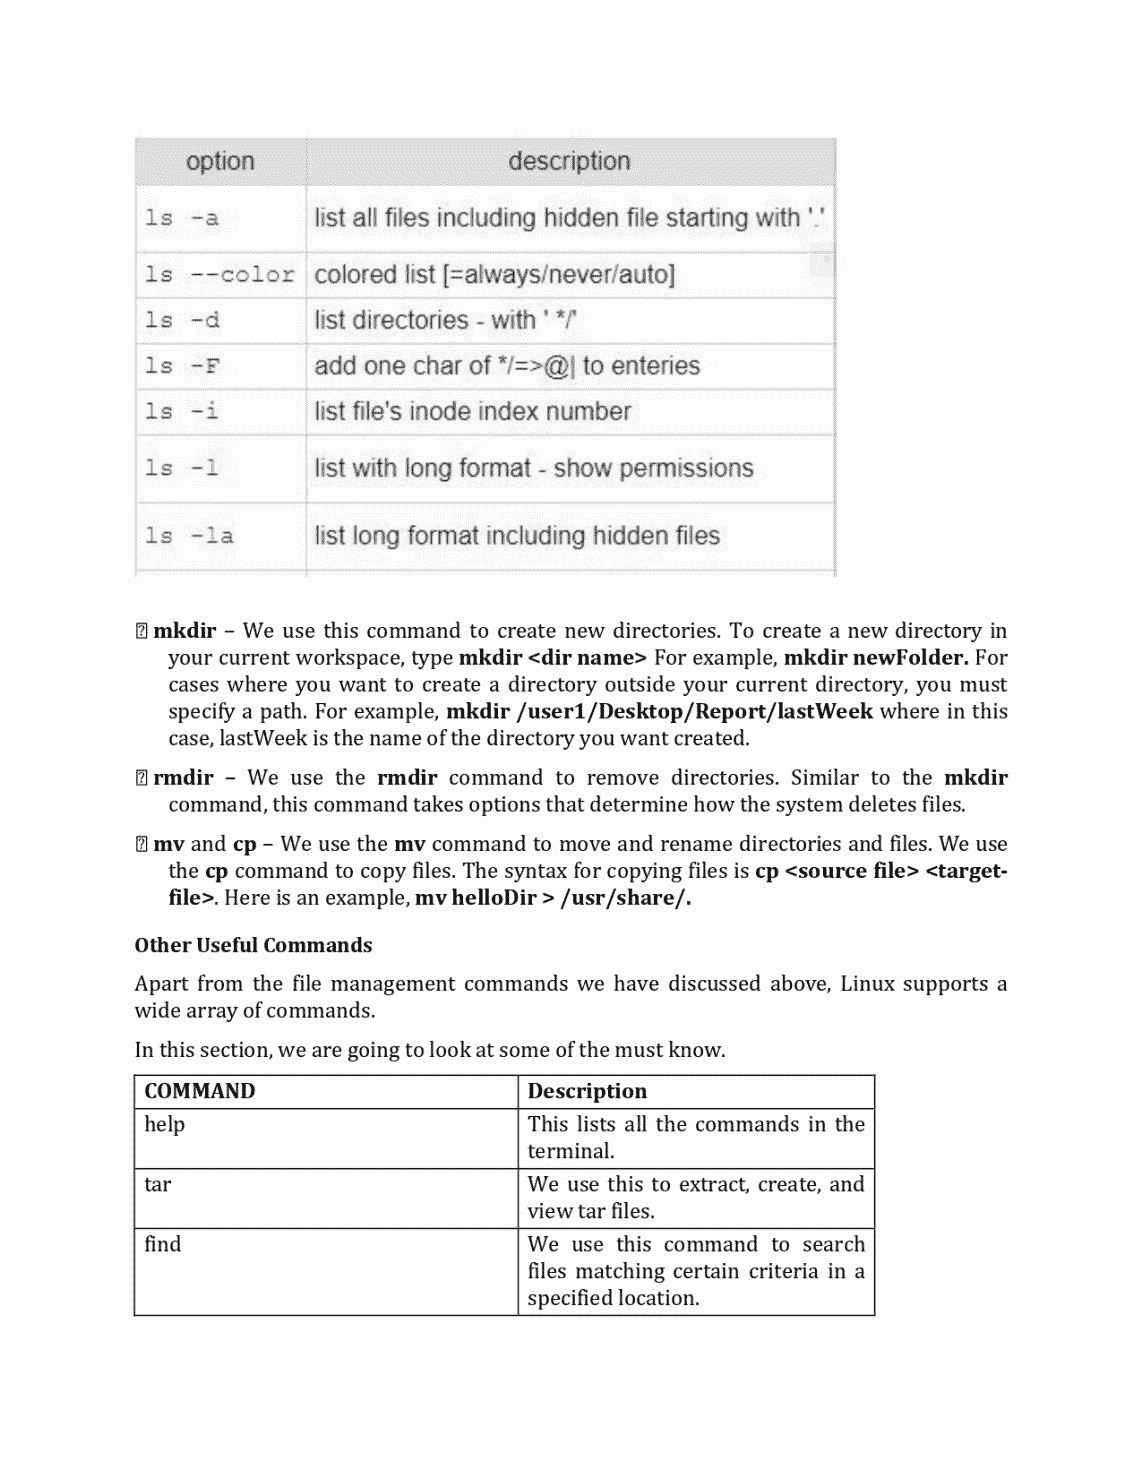 option description
ls -a list all files including hidden file starting with '.'
ls --color colored list [=always/never/auto]
ls -d list directories - with ' */'
ls -F add one char of */=>@| to enteries
ls -i list file's inode index number
ls -l list with long format - show permissions
ls -la list long format including hidden files
mkdir – We use this command to create new directories. To create a new directory in
your current workspace, type mkdir <dir name> For example, mkdir newFolder. For
cases where you want to create a directory outside your current directory, you must
specify a path. For example, mkdir /user1/Desktop/Report/lastWeek where in this
case, lastWeek is the name of the directory you want created.
rmdir – We use the rmdir command to remove directories. Similar to the mkdir
command, this command takes options that determine how the system deletes files.
mv and cp – We use the mv command to move and rename directories and files. We use
the cp command to copy files. The syntax for copying files is cp <source file> <target-
file>. Here is an example, mv helloDir > /usr/share/.
Other Useful Commands
Apart from the file management commands we have discussed above, Linux supports a
wide array of commands.
In this section, we are going to look at some of the must know.
COMMAND Description
help This lists all the commands in the
terminal.
tar We use this to extract, create, and
view tar files.
find We use this command to search
files matching certain criteria in a
specified location.